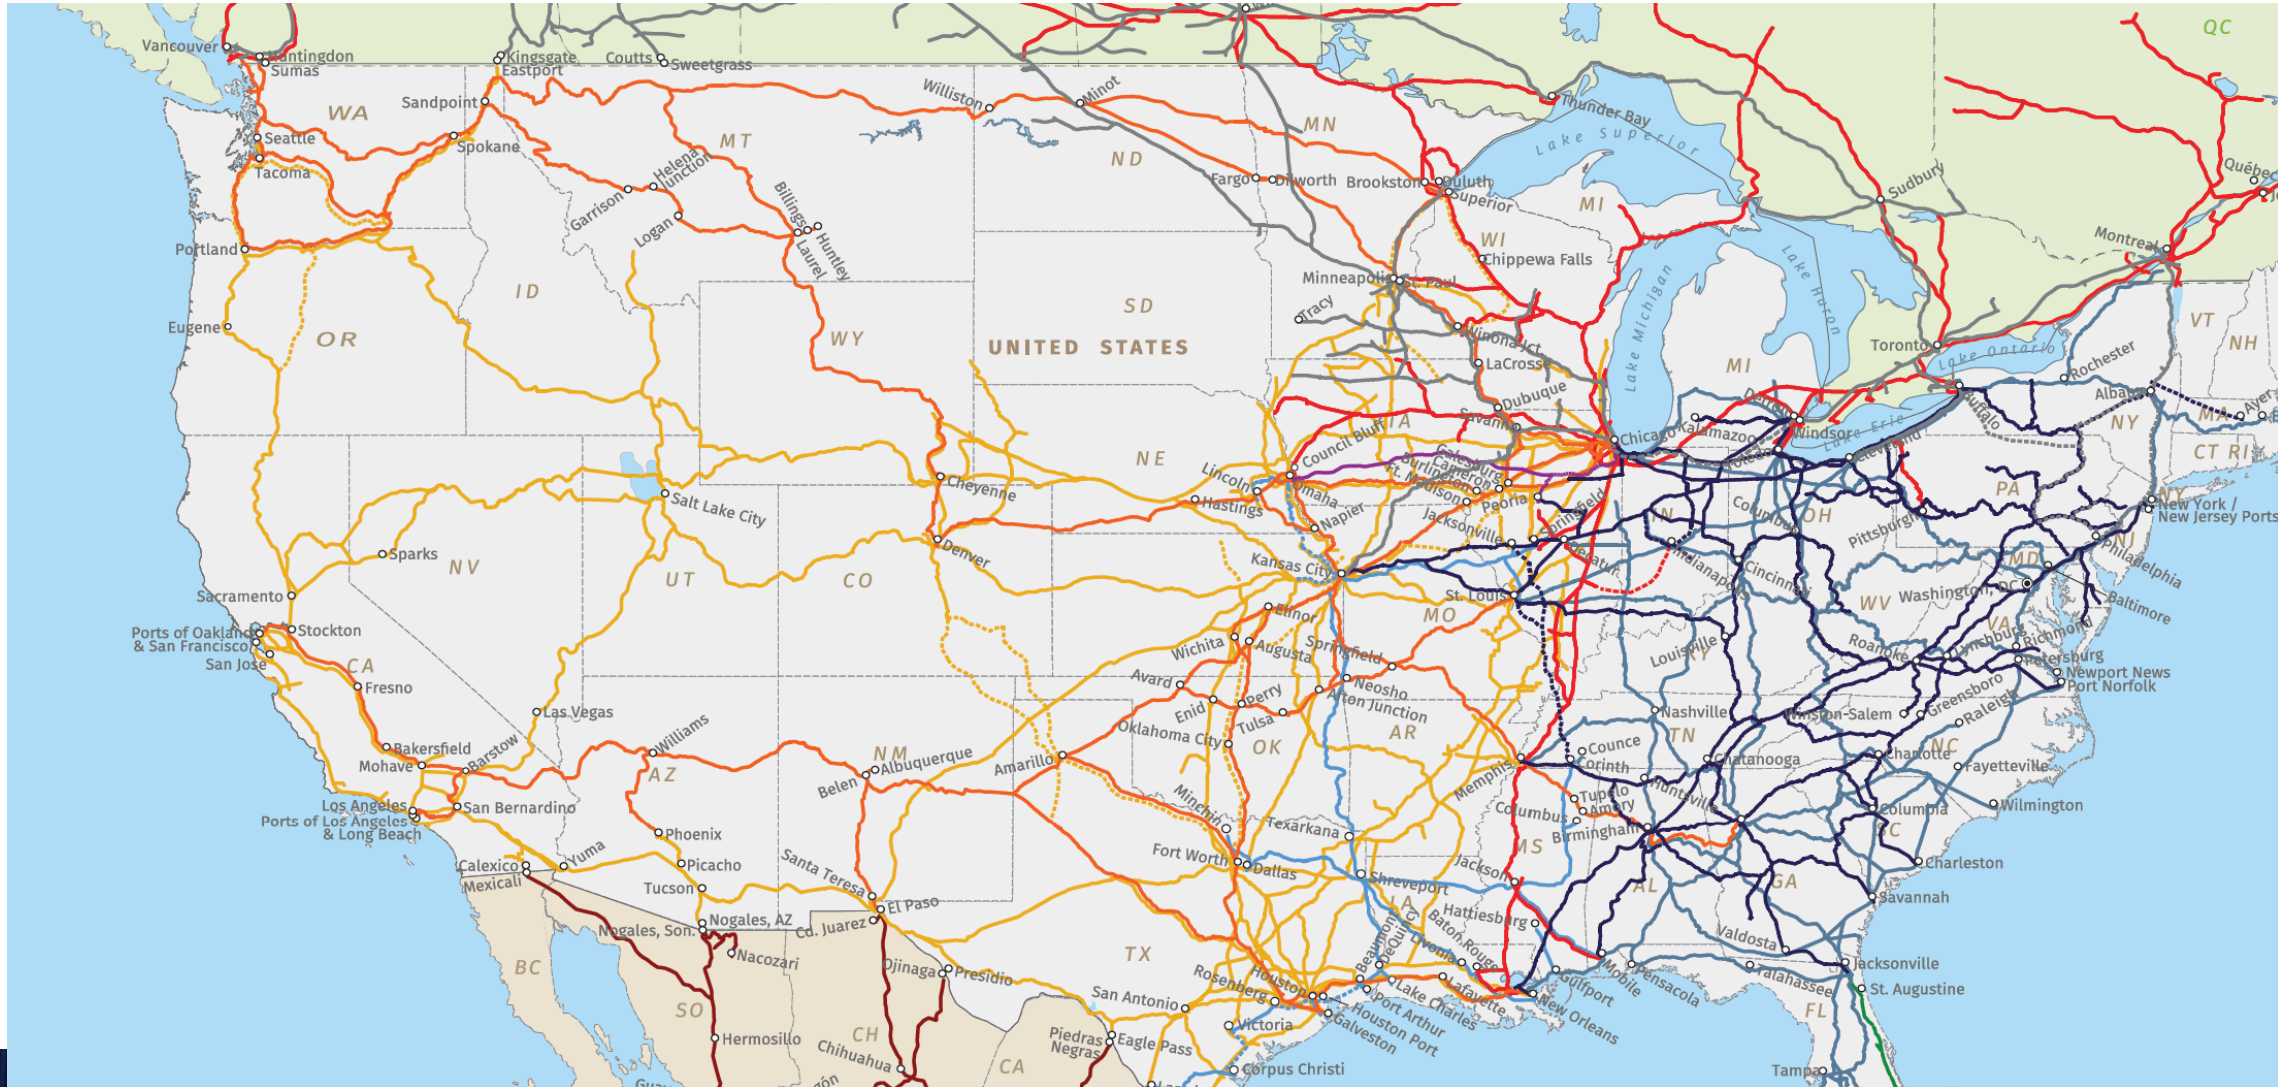 QC
Vancouver
Huntingdon
Sumas
Kingsgate
Eastport
Coutts
Sweetgrass
Sandpoint
WA
Williston
Minot
MN
Thunder Bay
Lake Superior
Seattle
Spokane
MT
ND
Tacoma
Garrison
Helena
Junction
Fargo
Dilworth
Brookston
Duluth
Superior
MI
Sudbury
Québec
Logan
Billings
Laurel
Huntley
WI
Chippewa Falls
Montreal
Portland
Minneapolis
St. Paul
Lake Michigan
Lake Huron
ID
SD
Tracy
Eugene
OR
WY
UNITED STATES
Winona Jct
LaCrosse
Toronto
Lake Ontario
Rochester
VT
NH
MI
Dubuque
Savanna
IA
Detroit
Windsor
Lake Erie
Buffalo
Albany
NY
MA
Ayer
CT
RI
NE
Council Bluff
Omaha
Lincoln
Galesburg
Cameron
Burlington
Ft. Madison
Peoria
Chicago
Kalamazoo
Toledo
Cleveland
Cheyenne
Salt Lake City
Hastings
Napier
Jacksonville
Springfield
Decatur
IN
Columbus
OH
PA
Pittsburgh
NY
New York /
New Jersey Ports
NJ
Philadelphia
Sparks
NV
UT
CO
Denver
Kansas City
Indianapolis
Cincinnati
MD
Washington, DC
Baltimore
WV
Sacramento
Stockton
Ports of Oakland
& San Francisco
San Jose
CA
Fresno
Elinor
Wichita
Augusta
MO
St. Louis
Springfield
Louisville
KY
VA
Roanoke
Lynchburg
Richmond
Petersburg
Newport News
Port Norfolk
Las Vegas
Avard
Enid
Perry
Tulsa
Neosho
Afton Junction
Nashville
Winston-Salem
Greensboro
Raleigh
Bakersfield
Mohave
Barstow
Williams
AZ
NM
Belen
Albuquerque
Amarillo
Oklahoma City
OK
AR
Memphis
Counce
Corinth
TN
Chatanooga
Charlotte
NC
Fayetteville
Los Angeles
Ports of Los Angeles
& Long Beach
San Bernardino
Phoenix
Minchin
Texarkana
Tupelo
Amory
Columbus
Birmingham
Huntsville
Columbia
SC
Wilmington
Calexico
Mexicali
Yuma
Picacho
Tucson
Santa Teresa
Fort Worth
Dallas
Shreveport
Jackson
MS
AL
GA
Charleston
Savannah
Nogales, AZ
Nogales, Son.
El Paso
Cd. Juarez
Nacozari
BC
Ojinaga
Presidio
TX
LA
Hattiesburg
Valdosta
Beaumont
DeQuincy
Livonia
Baton Rouge
Rosenberg
Houston
San Antonio
Lake Charles
Lafayette
Port Arthur
Houston Port
Galveston
New Orleans
Gulfport
Mobile
Pensacola
Talahassee
Jacksonville
St. Augustine
FL
SO
Hermosillo
CH
Chihuahua
Piedras
Negras
Eagle Pass
CA
Victoria
Corpus Christi
Tampa